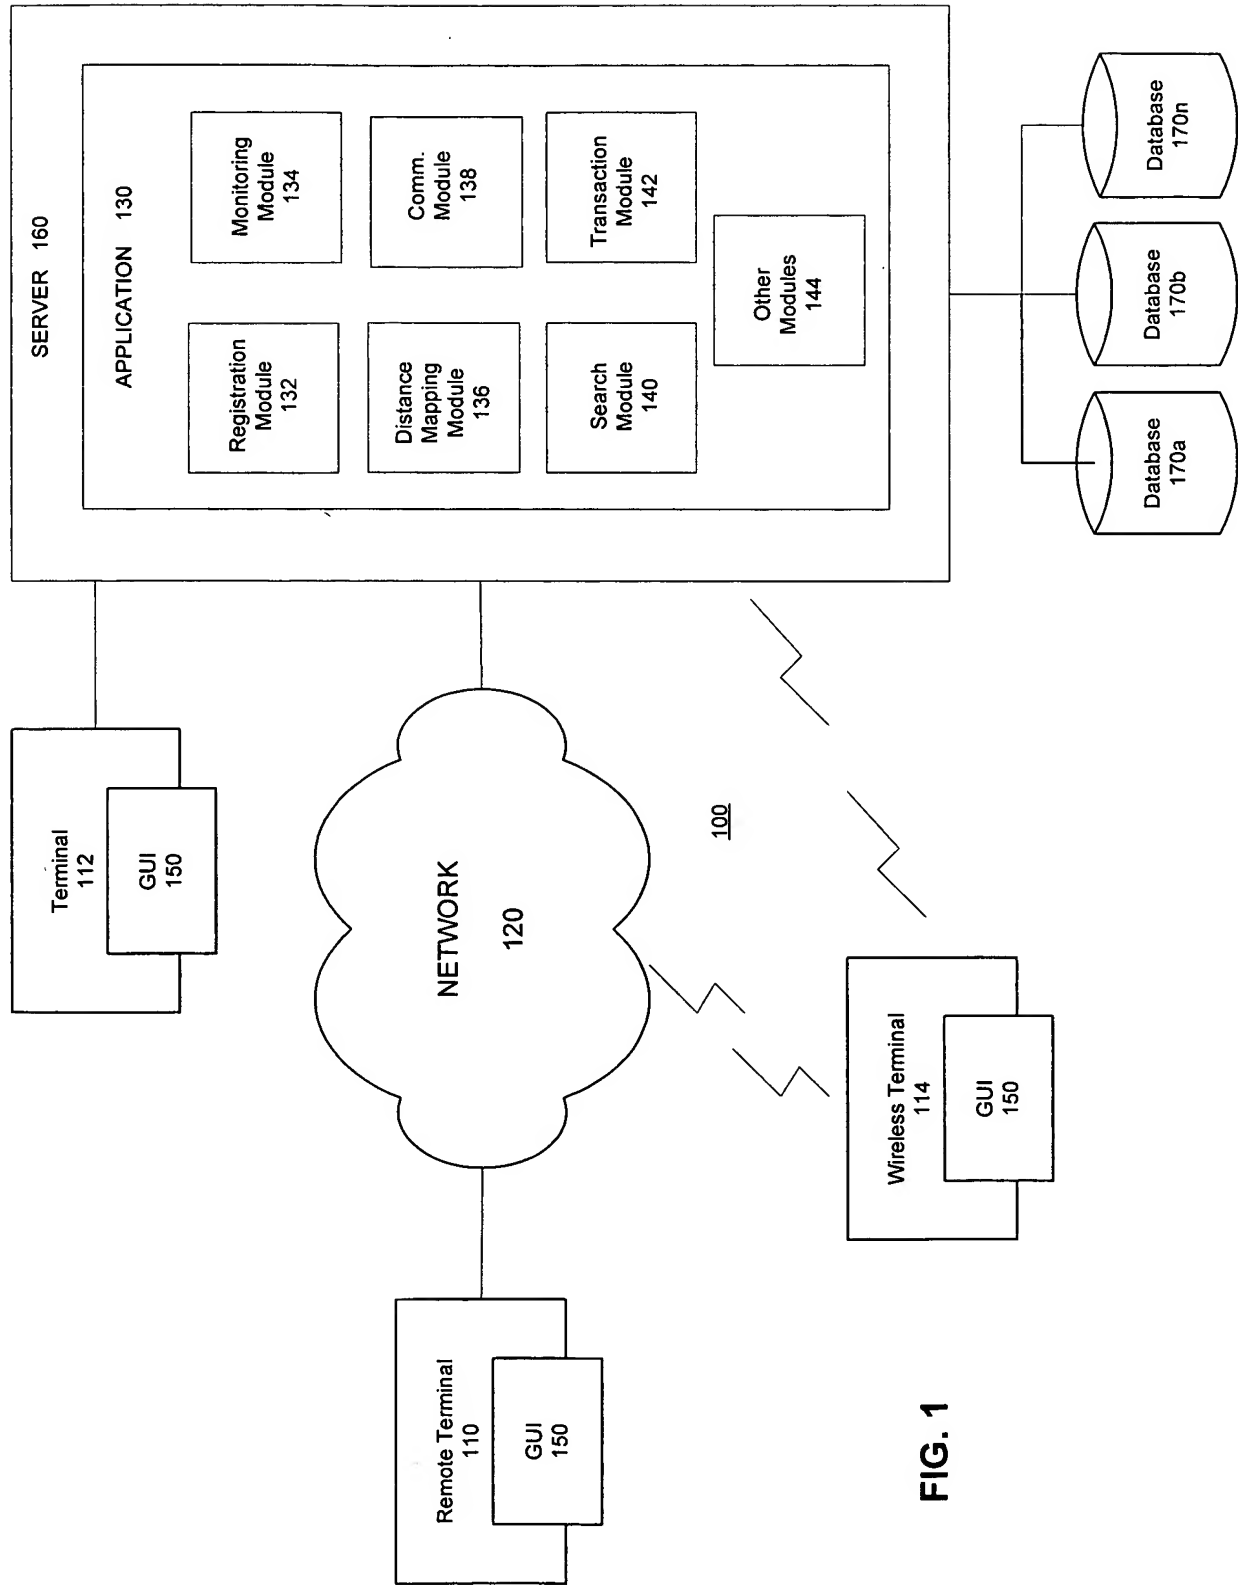 SERVER 160
APPLICATION 130
Registration
Module
132
Monitoring
Module
134
Distance
Mapping
Module
136
Comm.
Module
138
Search
Module
140
Transaction
Module
142
Other
Modules
144
Terminal
112
GUI
150
NETWORK
120
Remote Terminal
110
GUI
150
Wireless Terminal
114
GUI
150
100
Database
170a
Database
170b
Database
170n
FIG. 1